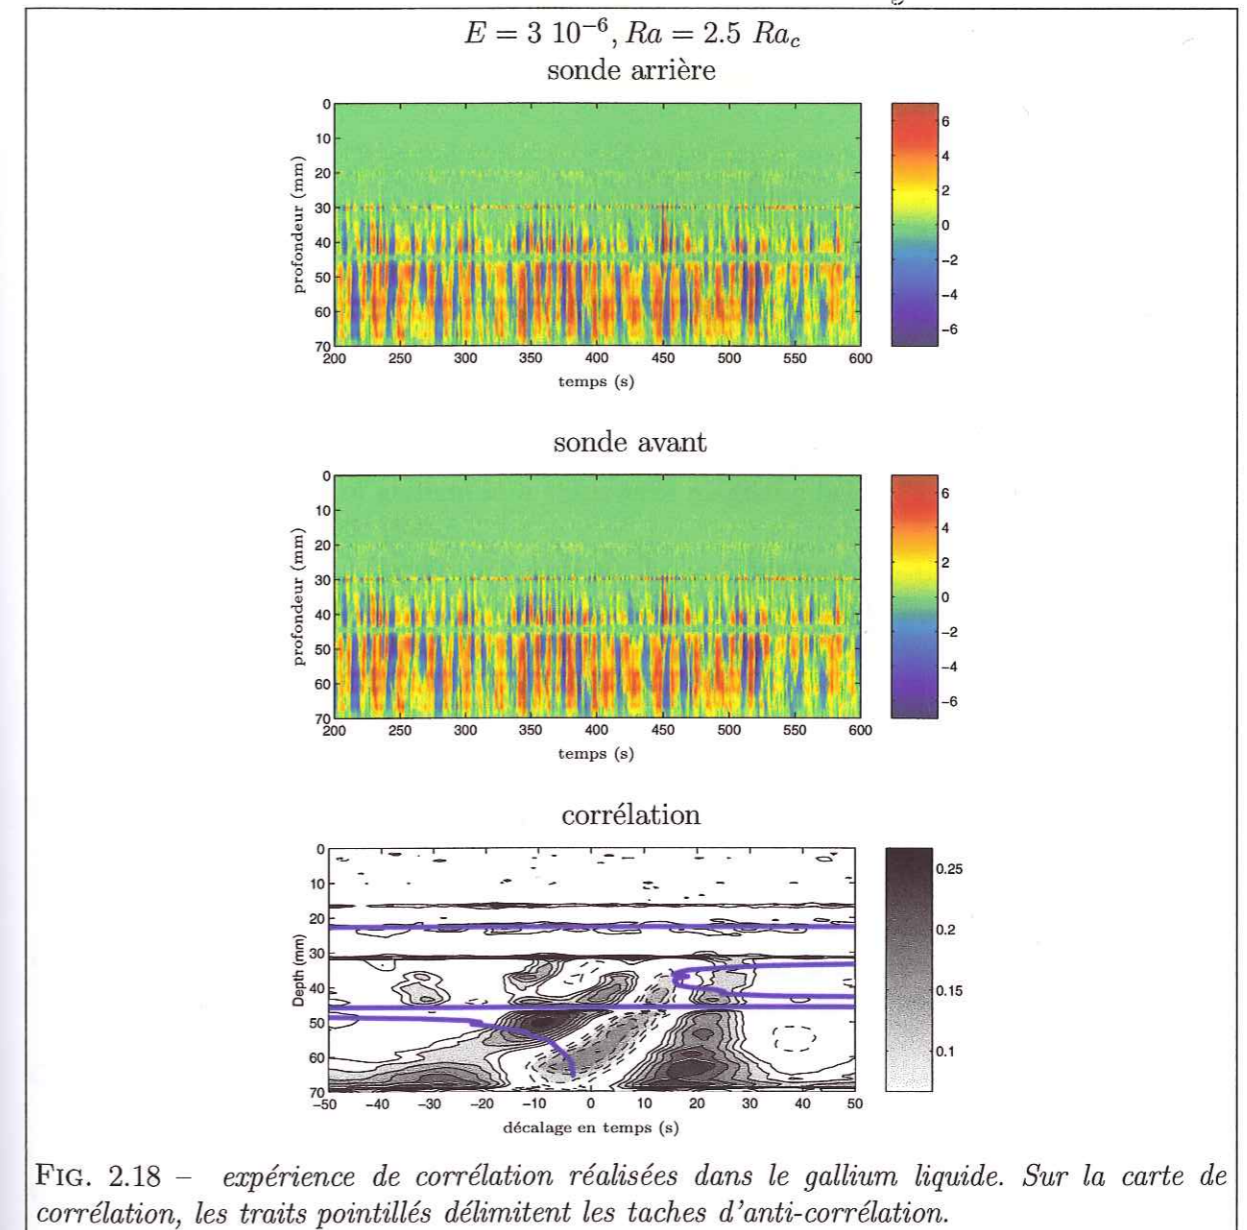 E = 3 10⁻⁶, Ra = 2.5 Ra_c
sonde arrière
0
10
20
30
40
50
60
70
profondeur (mm)
200 250 300 350 400 450 500 550 600
temps (s)
6
4
2
0
−2
−4
−6
sonde avant
0
10
20
30
40
50
60
70
profondeur (mm)
200 250 300 350 400 450 500 550 600
temps (s)
6
4
2
0
−2
−4
−6
corrélation
0
10
20
30
40
50
60
70
Depth (mm)
−50 −40 −30 −20 −10 0 10 20 30 40 50
décalage en temps (s)
0.25
0.2
0.15
0.1
FIG. 2.18 – expérience de corrélation réalisées dans le gallium liquide. Sur la carte de
corrélation, les traits pointillés délimitent les taches d'anti-corrélation.